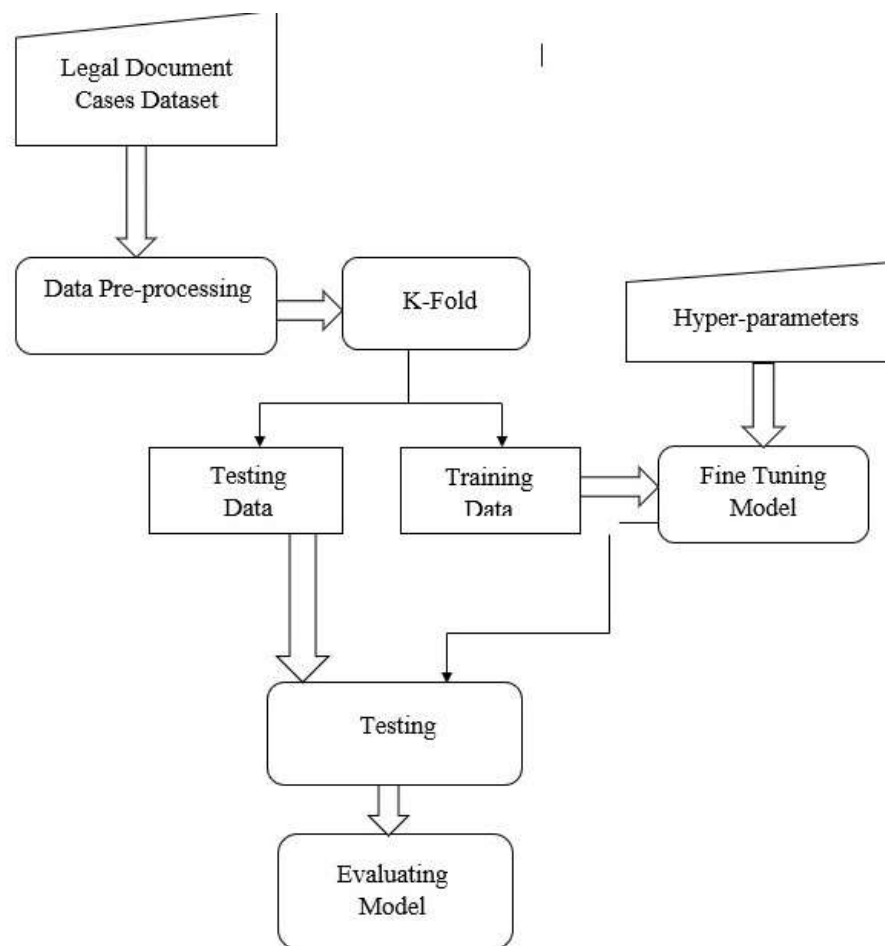 Legal Document
Cases Dataset
Data Pre-processing
K-Fold
Hyper-parameters
Testing
Data
Training
Data
Fine Tuning
Model
Testing
Evaluating
Model